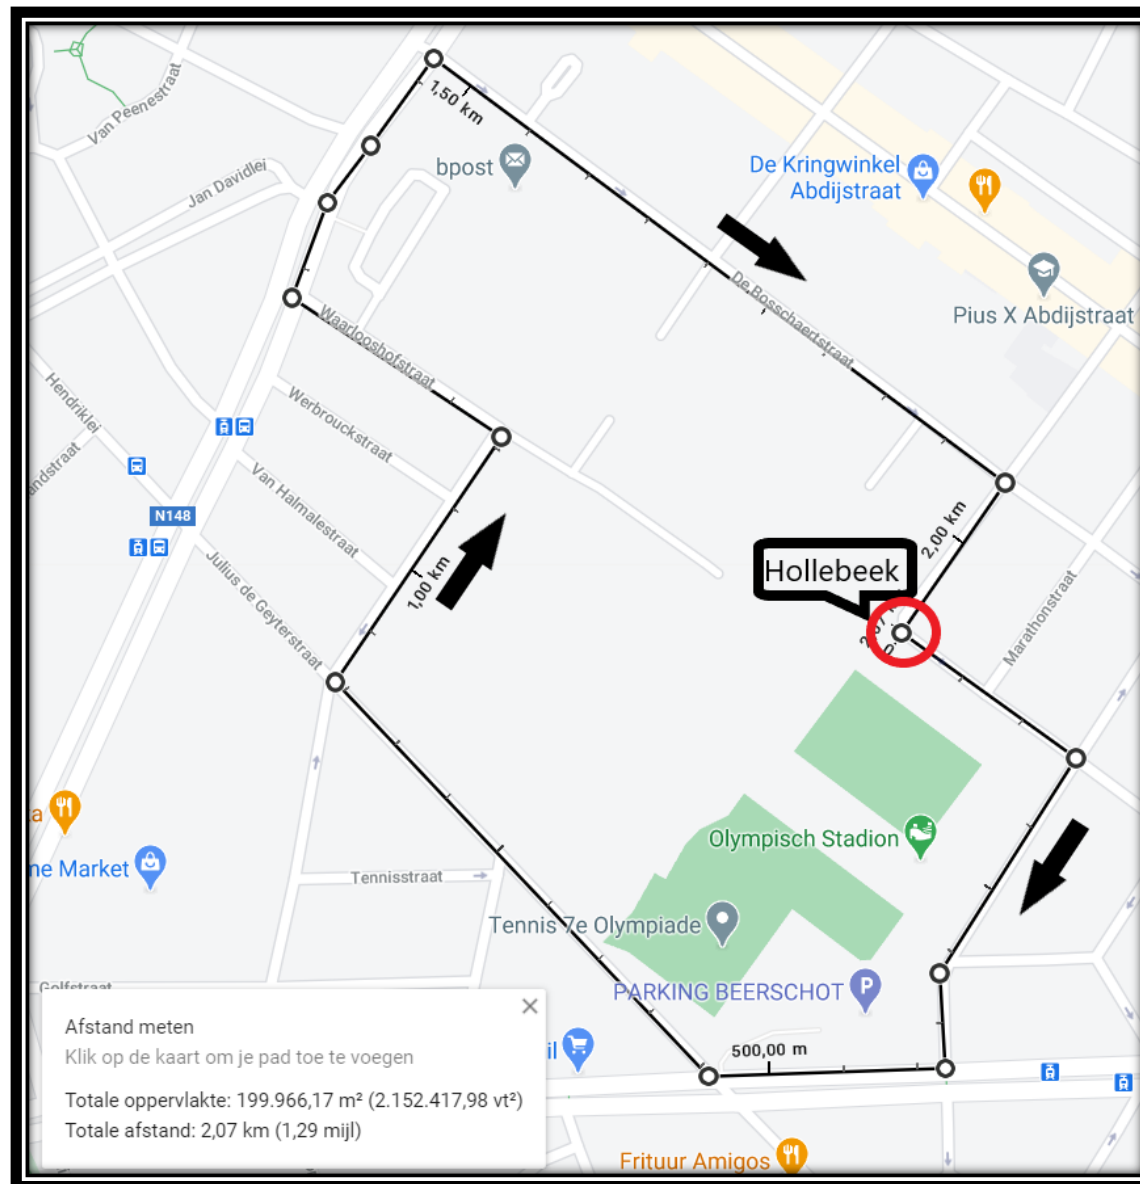 1,50 km
Van Peenestraat
bpost
De Kringwinkel
Abdijstraat
Jan Davidlei
De Bosschaertstraat
Pius X Abdijstraat
Waarlooshofstraat
Hendriklei
Werbrouckstraat
andstraat
Van Halmalestraat
N148
2,00 km
Julius de Geyterstraat
1,00 km
Hollebeek
Marathonstraat
a
Olympisch Stadion
ne Market
Tennisstraat
Tennis 7e Olympiade
Golfstraat
PARKING BEERSCHOT
P
il
500,00 m
Afstand meten
Klik op de kaart om je pad toe te voegen
Totale oppervlakte: 199.966,17 m² (2.152.417,98 vt²)
Totale afstand: 2,07 km (1,29 mijl)
Frituur Amigos